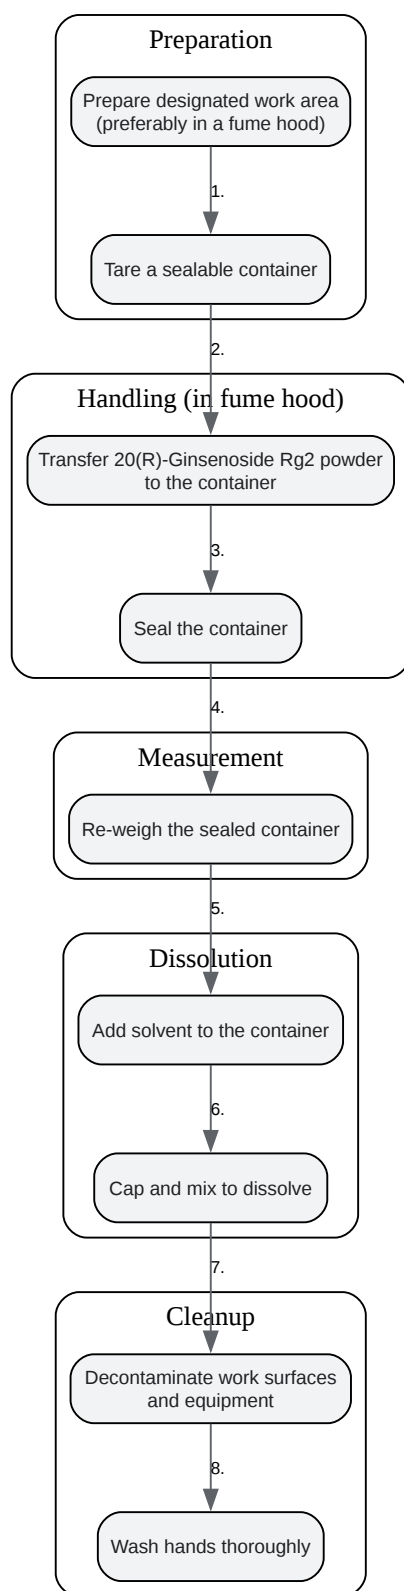 Preparation
Prepare designated work area
(preferably in a fume hood)
1.
Tare a sealable container
2.
Handling (in fume hood)
Transfer 20(R)-Ginsenoside Rg2 powder
to the container
3.
Seal the container
4.
Measurement
Re-weigh the sealed container
5.
Dissolution
Add solvent to the container
6.
Cap and mix to dissolve
7.
Cleanup
Decontaminate work surfaces
and equipment
8.
Wash hands thoroughly